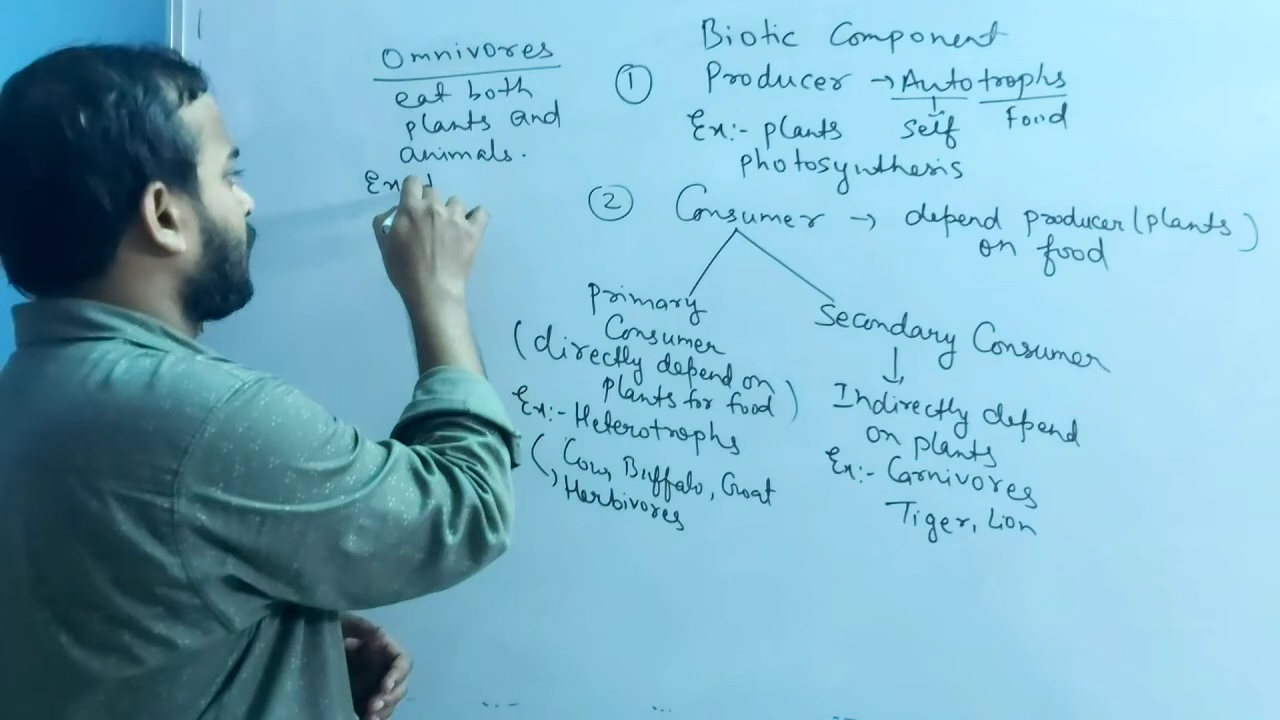 Omnivores
eat both
plants and
animals.
Ex
Biotic Component
① Producer → Autotrophs
Self Food
Ex:- plants
photosynthesis
② Consumer → depend producer (plants)
on food
Primary
Consumer
(directly depend on
plants for food)
Ex:- Heterotrophs
(Cow, Buffalo, Goat
Herbivores
Secondary Consumer
↓
Indirectly depend
on plants
Ex:- Carnivores
Tiger, Lion